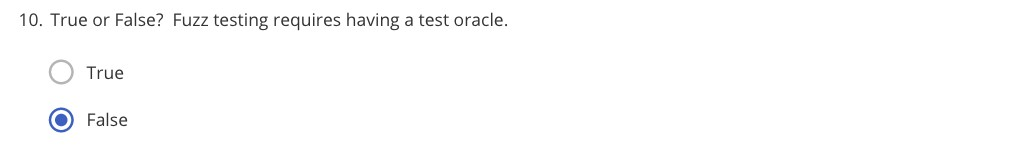 10. True or False? Fuzz testing requires having a test oracle.
True
False